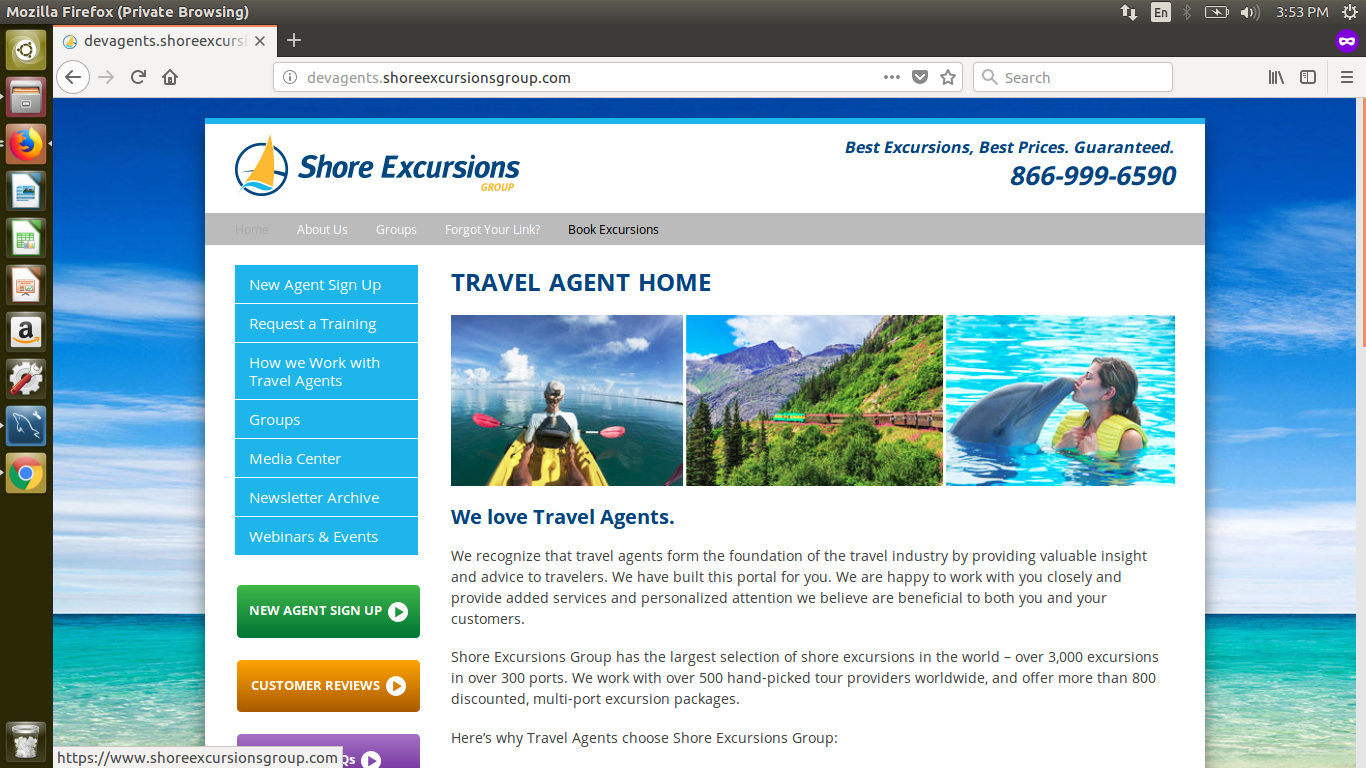 Mozilla Firefox (Private Browsing)
En
3:53 PM
devagents.shoreexcursi
devagents.shoreexcursionsgroup.com
Search
Shore Excursions
GROUP
Best Excursions, Best Prices. Guaranteed.
866-999-6590
Home About Us Groups Forgot Your Link? Book Excursions
New Agent Sign Up
Request a Training
How we Work with
Travel Agents
Groups
Media Center
Newsletter Archive
Webinars & Events
NEW AGENT SIGN UP
CUSTOMER REVIEWS
Qs
TRAVEL AGENT HOME
We love Travel Agents.
We recognize that travel agents form the foundation of the travel industry by providing valuable insight
and advice to travelers. We have built this portal for you. We are happy to work with you closely and
provide added services and personalized attention we believe are beneficial to both you and your
customers.
Shore Excursions Group has the largest selection of shore excursions in the world – over 3,000 excursions
in over 300 ports. We work with over 500 hand-picked tour providers worldwide, and offer more than 800
discounted, multi-port excursion packages.
Here's why Travel Agents choose Shore Excursions Group:
https://www.shoreexcursionsgroup.com